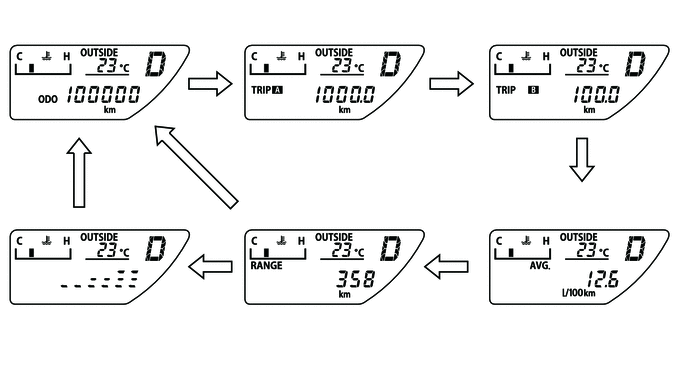 C H OUTSIDE
23 °C D
ODO 100000
km
C H OUTSIDE
23 °C D
TRIP A 1000.0
km
C H OUTSIDE
23 °C D
TRIP B 100.0
km
C H OUTSIDE
23 °C D
C H OUTSIDE
23 °C D
RANGE
358
km
C H OUTSIDE
23 °C D
AVG.
12.6
L/100km